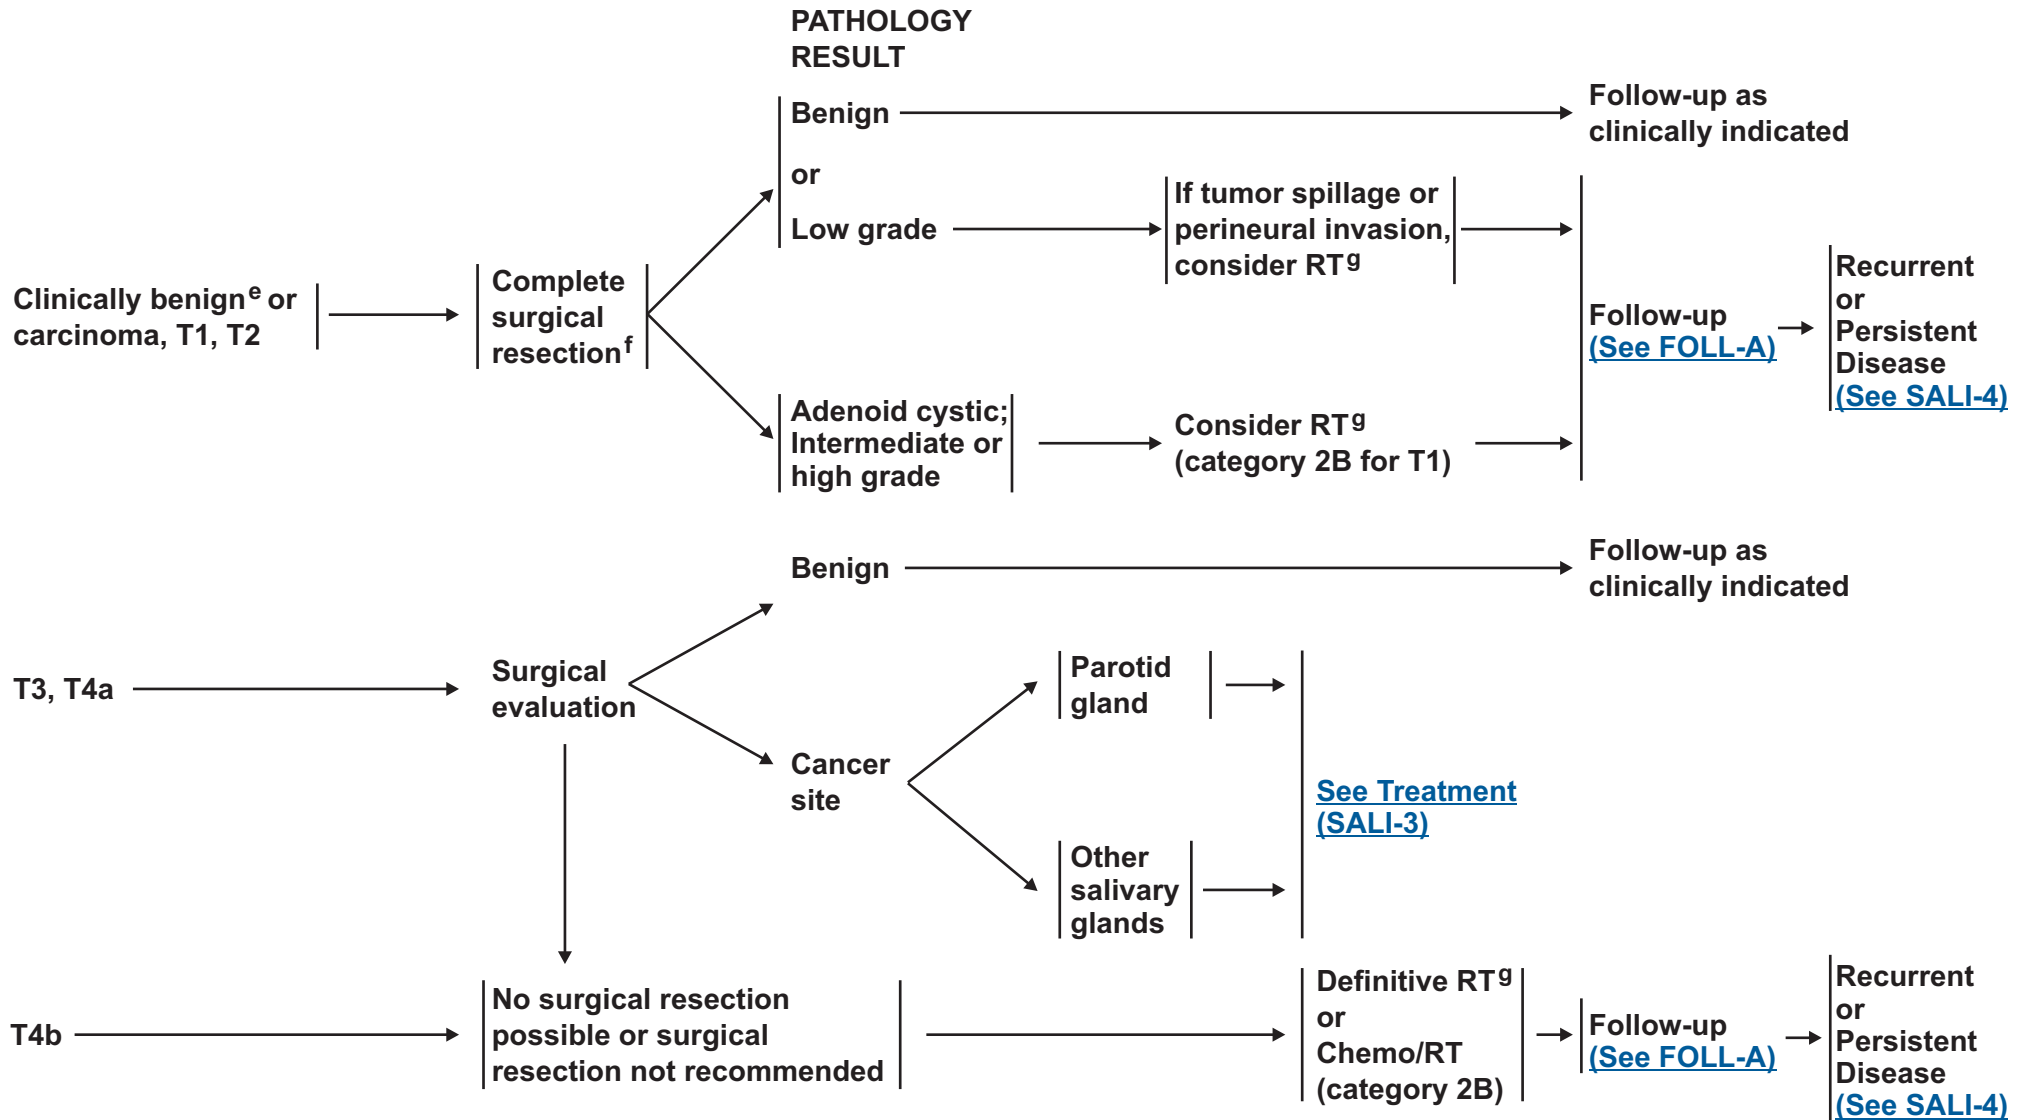 PATHOLOGY
RESULT
Benign
Follow-up as
clinically indicated
or
Low grade
If tumor spillage or
perineural invasion,
consider RTg
Clinically benigne or
carcinoma, T1, T2
Complete
surgical
resectionf
Adenoid cystic;
Intermediate or
high grade
Consider RTg
(category 2B for T1)
Follow-up
(See FOLL-A)
Recurrent
or
Persistent
Disease
(See SALI-4)
Benign
Follow-up as
clinically indicated
T3, T4a
Surgical
evaluation
Cancer
site
Parotid
gland
Other
salivary
glands
See Treatment
(SALI-3)
T4b
No surgical resection
possible or surgical
resection not recommended
Definitive RTg
or
Chemo/RT
(category 2B)
Follow-up
(See FOLL-A)
Recurrent
or
Persistent
Disease
(See SALI-4)